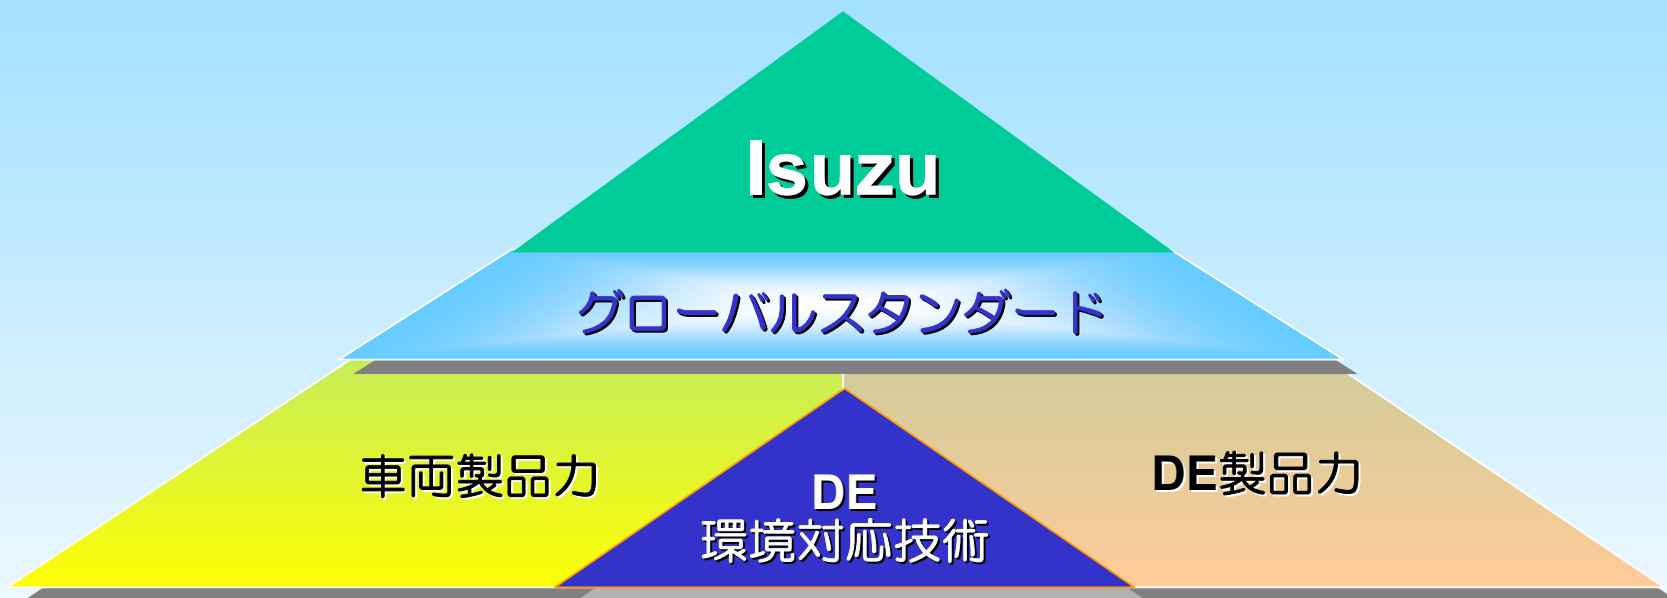 Isuzu
グローバルスタンダード
車両製品力
DE
環境対応技術
DE製品力